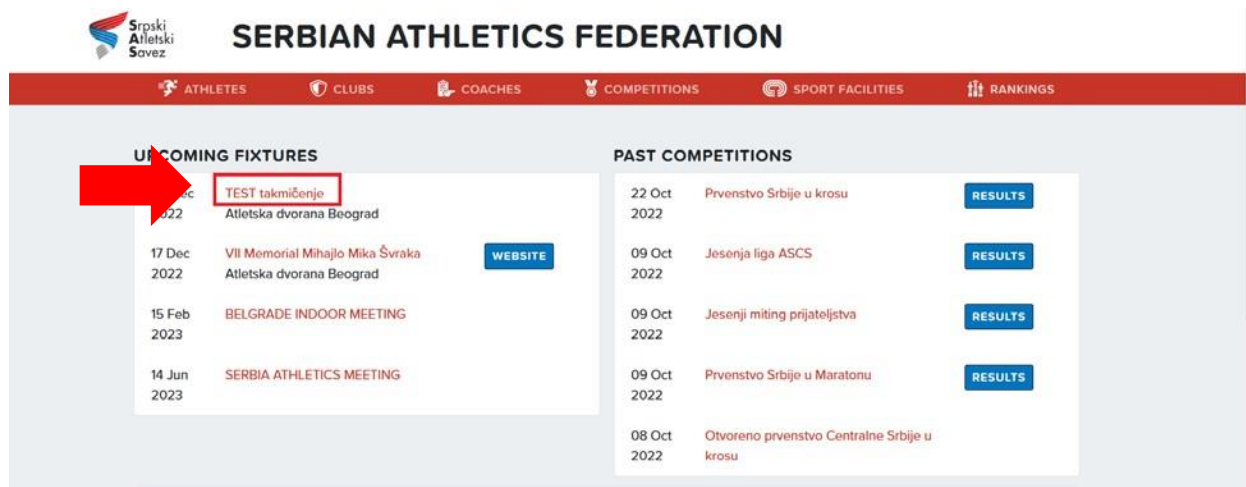 Srpski
Atletski
Savez
SERBIAN ATHLETICS FEDERATION
ATHLETES
CLUBS
COACHES
COMPETITIONS
SPORT FACILITIES
RANKINGS
UPCOMING FIXTURES
TEST takmičenje
2022 Atletska dvorana Beograd
17 Dec VII Memorial Mihajlo Mika Švraka WEBSITE
2022 Atletska dvorana Beograd
15 Feb BELGRADE INDOOR MEETING
2023
14 Jun SERBIA ATHLETICS MEETING
2023
PAST COMPETITIONS
22 Oct Prvenstvo Srbije u krosu RESULTS
2022
09 Oct Jesenja liga ASCS RESULTS
2022
09 Oct Jesenji miting prijateljstva RESULTS
2022
09 Oct Prvenstvo Srbije u Maratonu RESULTS
2022
08 Oct Otvoreno prvenstvo Centralne Srbije u
2022 krosu